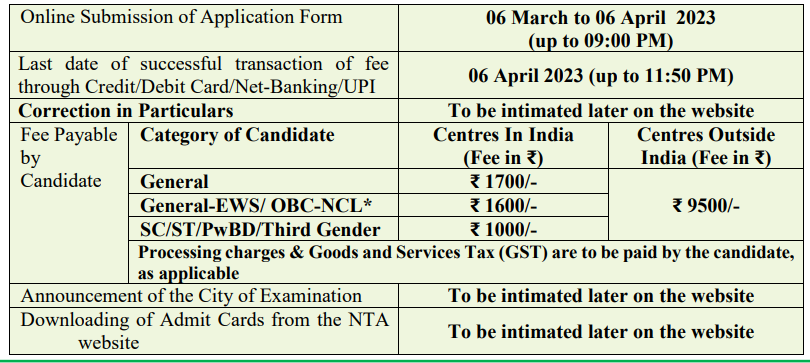 Online Submission of Application Form
06 March to 06 April 2023
(up to 09:00 PM)
Last date of successful transaction of fee
through Credit/Debit Card/Net-Banking/UPI
06 April 2023 (up to 11:50 PM)
Correction in Particulars
To be intimated later on the website
Fee Payable
by
Candidate
Category of Candidate
Centres In India
(Fee in ₹)
Centres Outside
India (Fee in ₹)
General
₹ 1700/-
General-EWS/ OBC-NCL*
₹ 1600/-
₹ 9500/-
SC/ST/PwBD/Third Gender
₹ 1000/-
Processing charges & Goods and Services Tax (GST) are to be paid by the candidate,
as applicable
Announcement of the City of Examination
To be intimated later on the website
Downloading of Admit Cards from the NTA
website
To be intimated later on the website